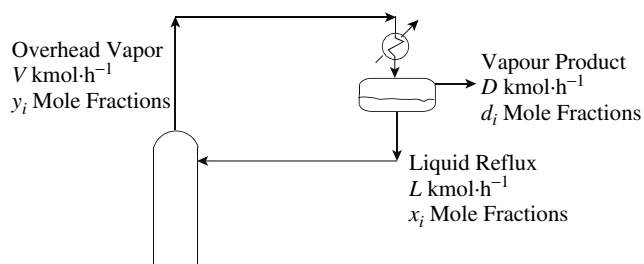 Overhead Vapor
V kmol·h⁻¹
yᵢ Mole Fractions
Vapour Product
D kmol·h⁻¹
dᵢ Mole Fractions
Liquid Reflux
L kmol·h⁻¹
xᵢ Mole Fractions